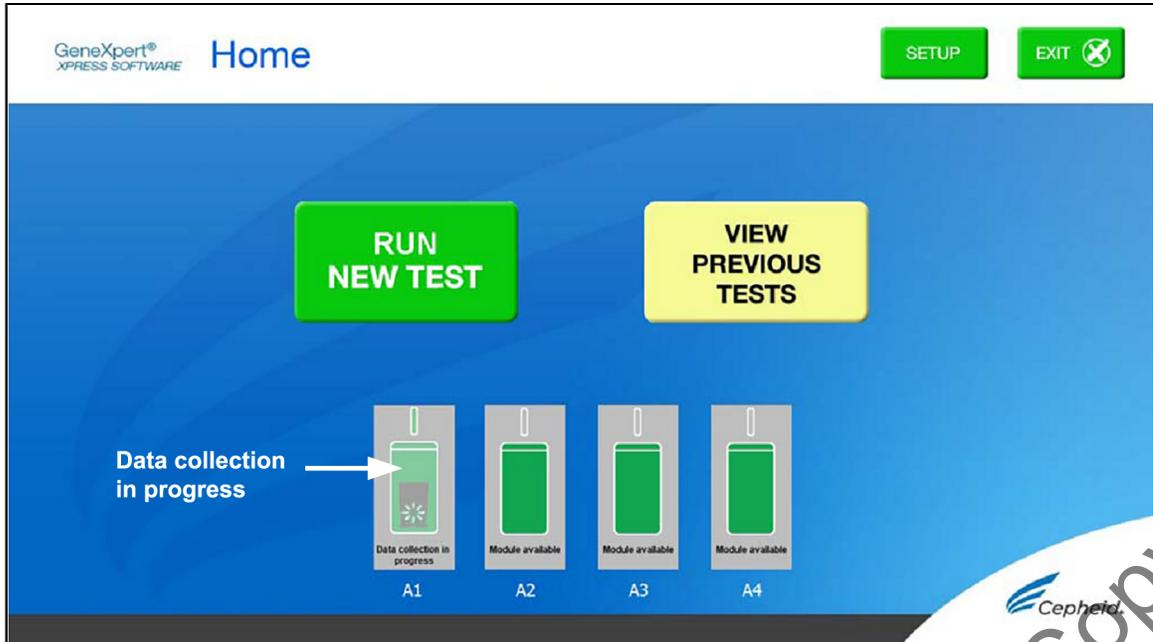 GeneXpert®
XPRESS SOFTWARE
Home
SETUP
EXIT
RUN
NEW TEST
VIEW
PREVIOUS
TESTS
Data collection
in progress
Data collection in
progress
Module available
Module available
Module available
A1
A2
A3
A4
Cepheid.